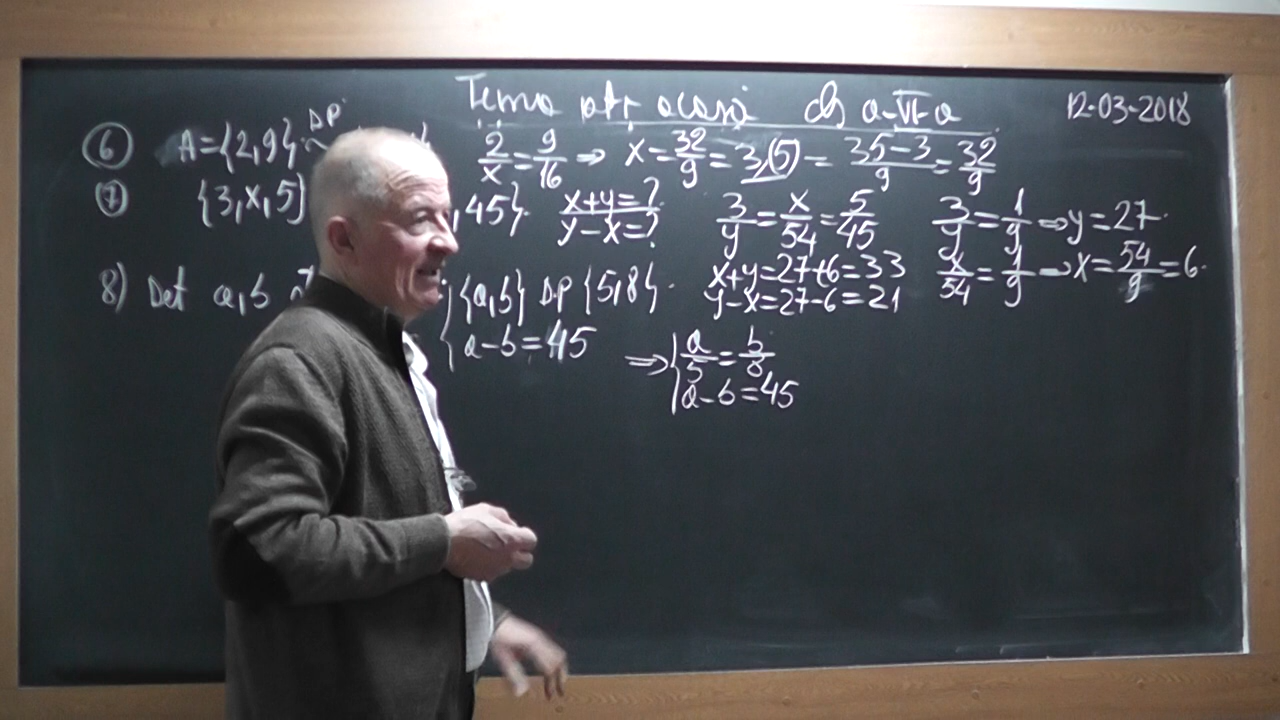 Tema ptr acasă cls a-VI-a 12-03-2018
6 A={2,9} DP 2/x=9/16 ⇒ x=32/9=3,(5)=35-3/9=32/9
7 {3,x,5} ,45}. x+y=? y-x=? 3/y=x/54=5/45 3/y=1/9 ⇒ y=27.
x+y=27+6=33 x/54=1/9 ⇒ x=54/9=6.
y-x=27-6=21
8) Det a,b {a,b} DP {5,8}.
a-b=45 ⇒ a/5=b/8
a-b=45